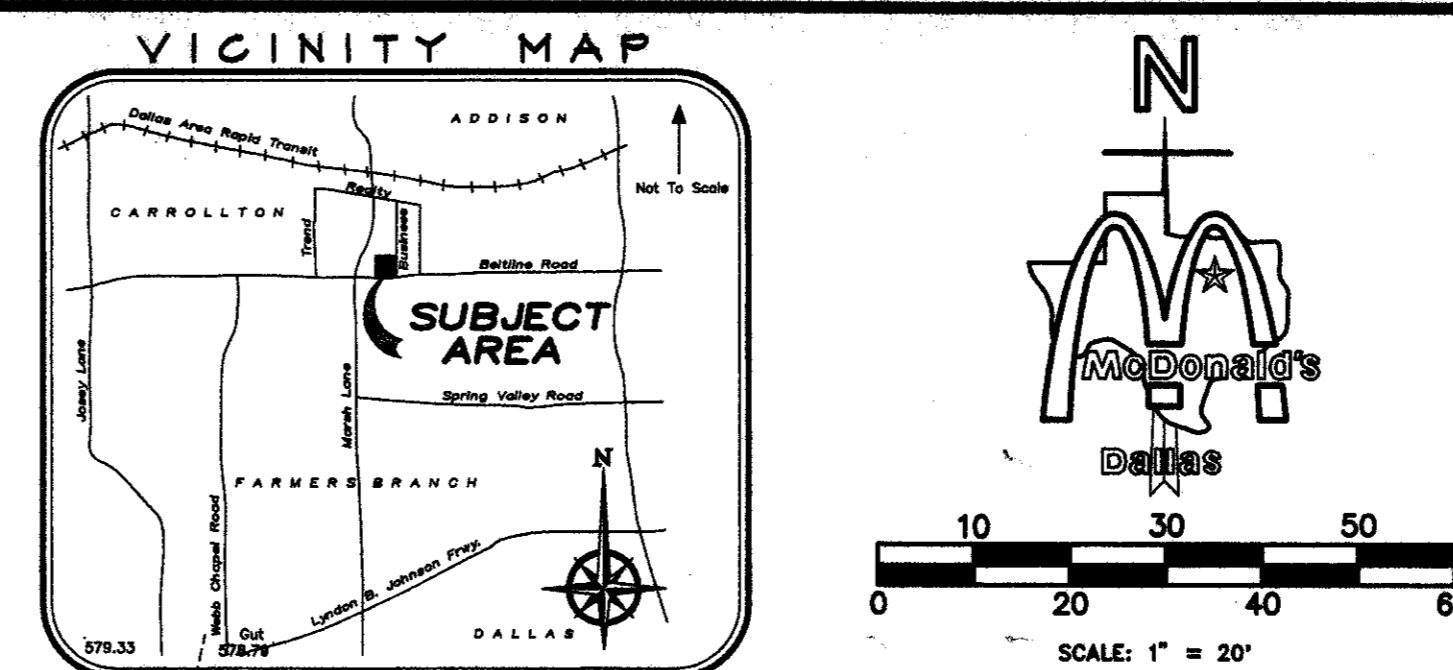 VICINITY MAP
Dallas Area Rapid Transit
ADDISON
Not To Scale
Realty
CARROLLTON
Trend
Business
Beltline Road
SUBJECT
AREA
Josey Lane
Marsh Lane
Spring Valley Road
N
FARMERS BRANCH
Webb Chapel Road
Lyndon B. Johnson Frwy.
DALLAS
579.33
Gut
578.79
N
McDonald's
Dallas
10 30 50
0 20 40
SCALE: 1" = 20'